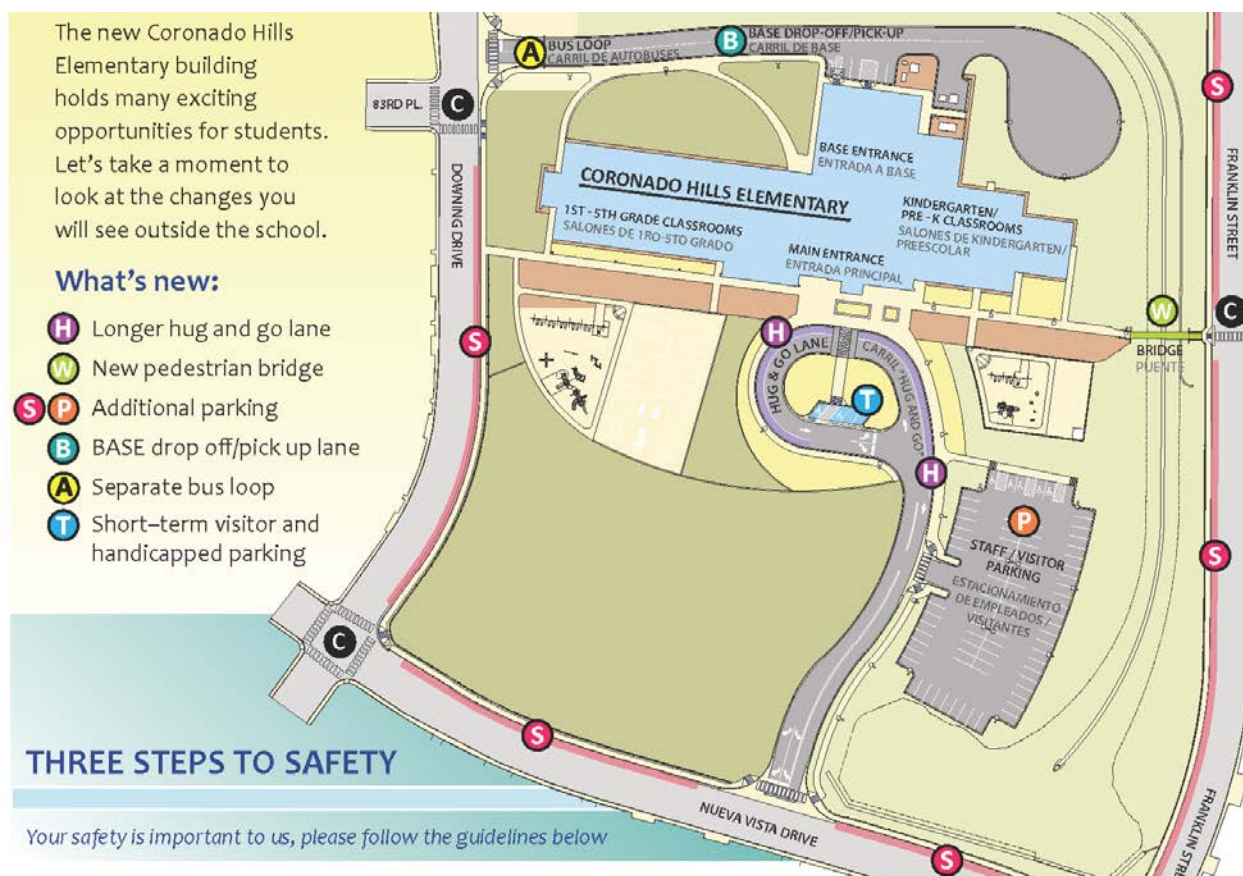 The new Coronado Hills
Elementary building
holds many exciting
opportunities for students.
Let's take a moment to
look at the changes you
will see outside the school.
What's new:
H Longer hug and go lane
W New pedestrian bridge
S P Additional parking
B BASE drop off/pick up lane
A Separate bus loop
T Short–term visitor and
handicapped parking
THREE STEPS TO SAFETY
Your safety is important to us, please follow the guidelines below
A
BUS LOOP
CARRIL DE AUTOBUSES
B
BASE DROP-OFF/PICK-UP
CARRIL DE BASE
S
83RD PL.
C
DOWNING DRIVE
FRANKLIN STREET
BASE ENTRANCE
ENTRADA A BASE
CORONADO HILLS ELEMENTARY
1ST - 5TH GRADE CLASSROOMS
SALONES DE 1RO-5TO GRADO
KINDERGARTEN/
PRE - K CLASSROOMS
SALONES DE KINDERGARTEN/
PREESCOLAR
MAIN ENTRANCE
ENTRADA PRINCIPAL
W
C
BRIDGE
PUENTE
S
H
HUG & GO LANE
CARRIL "HUG AND GO"
T
H
P
STAFF / VISITOR
PARKING
ESTACIONAMIENTO
DE EMPLEADOS /
VISITANTES
S
C
S
NUEVA VISTA DRIVE
S
FRANKLIN STRE